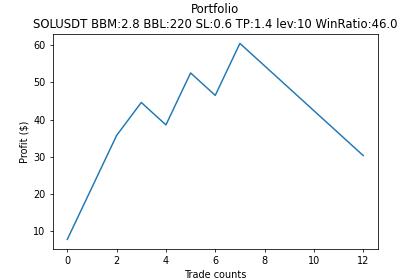 Portfolio
SOLUSDT BBM:2.8 BBL:220 SL:0.6 TP:1.4 lev:10 WinRatio:46.0
Profit ($)
60
50
40
30
20
10
0 2 4 6 8 10 12
Trade counts